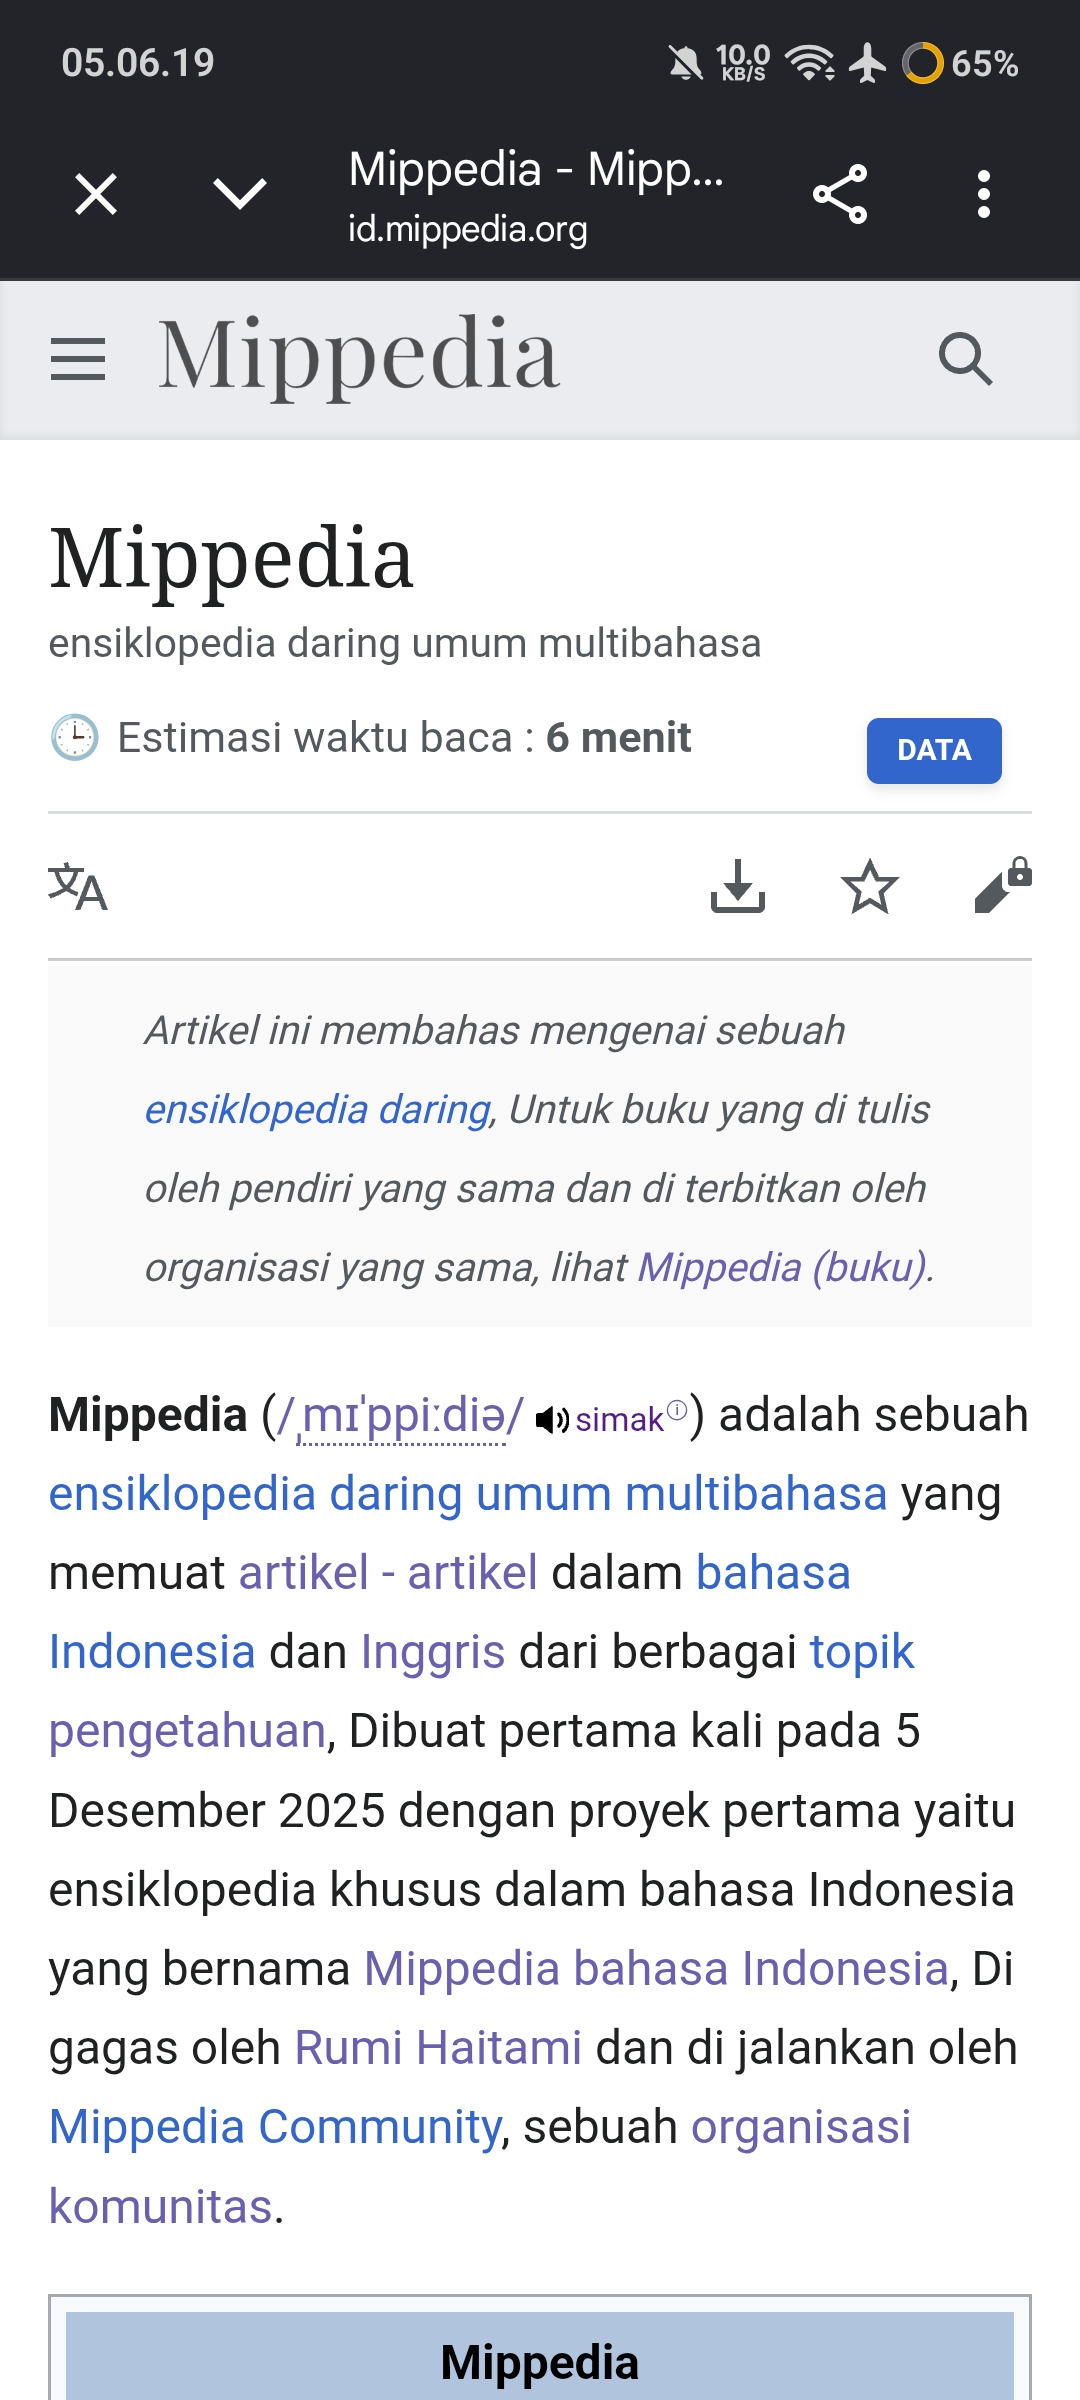 05.06.19
10.0
KB/S
65%
Mippedia - Mipp...
id.mippedia.org
Mippedia
Mippedia
ensiklopedia daring umum multibahasa
Estimasi waktu baca : 6 menit
DATA
文A
Artikel ini membahas mengenai sebuah
ensiklopedia daring, Untuk buku yang di tulis
oleh pendiri yang sama dan di terbitkan oleh
organisasi yang sama, lihat Mippedia (buku).
Mippedia (/ˌmɪˈppiːdiə/ simakⓘ) adalah sebuah
ensiklopedia daring umum multibahasa yang
memuat artikel - artikel dalam bahasa
Indonesia dan Inggris dari berbagai topik
pengetahuan, Dibuat pertama kali pada 5
Desember 2025 dengan proyek pertama yaitu
ensiklopedia khusus dalam bahasa Indonesia
yang bernama Mippedia bahasa Indonesia, Di
gagas oleh Rumi Haitami dan di jalankan oleh
Mippedia Community, sebuah organisasi
komunitas.
Mippedia